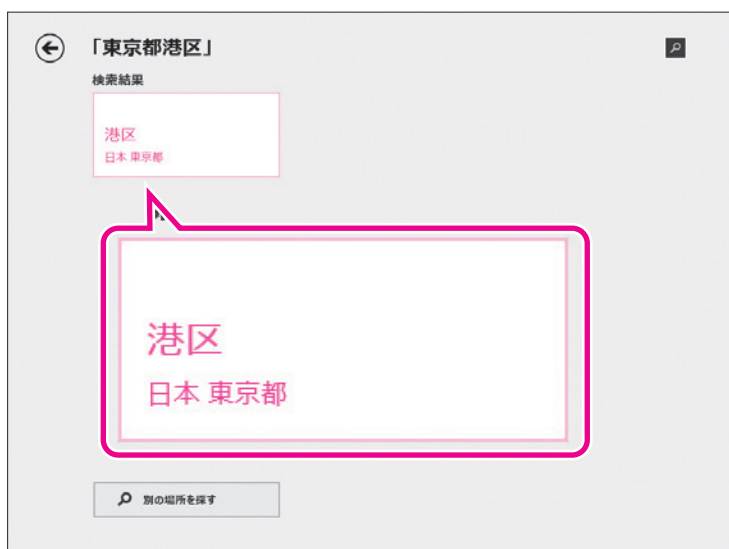 「東京都港区」
検索結果
港区
日本 東京都
港区
日本 東京都
別の場所を探す